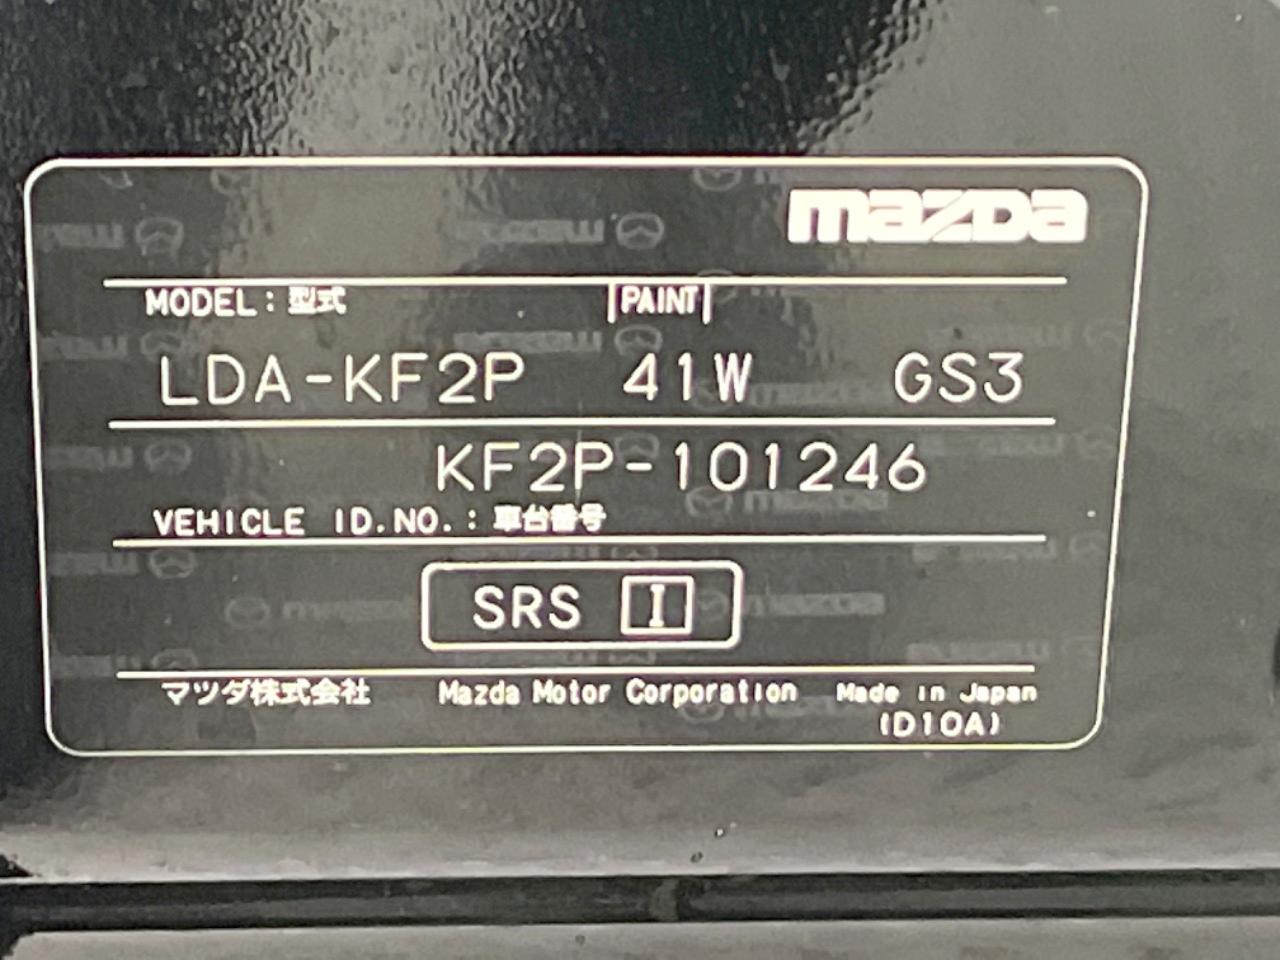 mazda
MODEL：型式 PAINT
LDA-KF2P 41W GS3
KF2P-101246
VEHICLE ID.NO.：車台番号
SRS I
マツダ株式会社 Mazda Motor Corporation Made in Japan
(D10A)